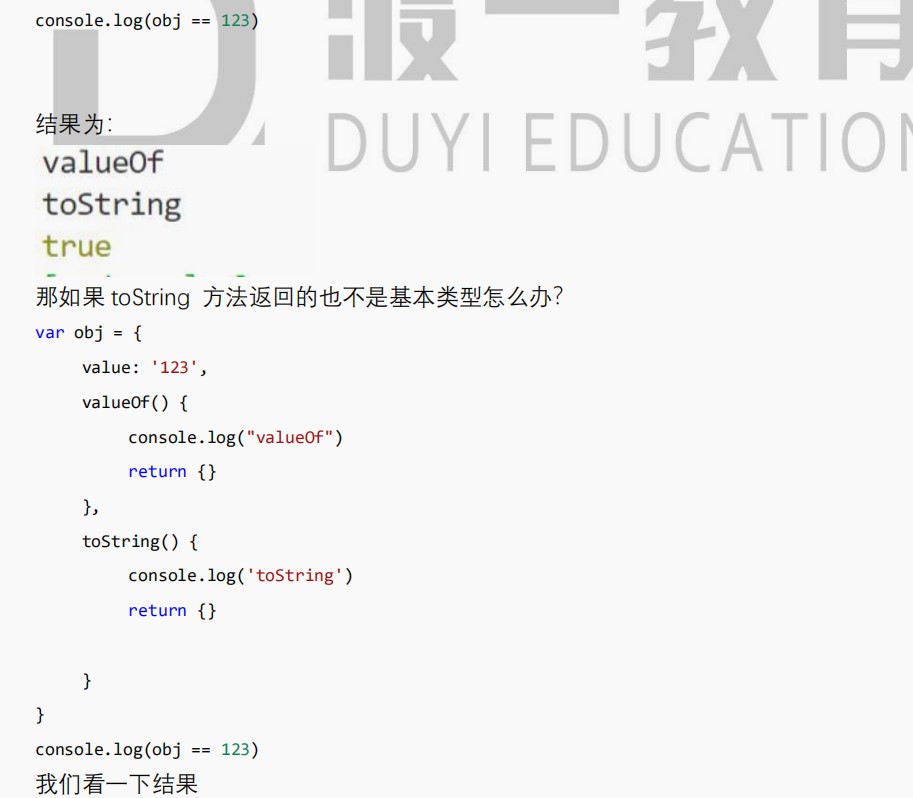 console.log(obj == 123)
渡一教育
DUYI EDUCATION
结果为:
valueOf
toString
true
那如果 toString 方法返回的也不是基本类型怎么办?
var obj = {
value: '123',
valueOf() {
console.log("valueOf")
return {}
},
toString() {
console.log('toString')
return {}
}
}
console.log(obj == 123)
我们看一下结果